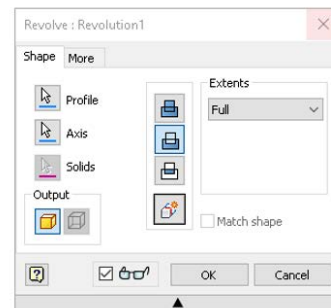 Revolve : Revolution1
Shape More
Extents
Profile
Full
Axis
Solids
Output
Match shape
OK Cancel